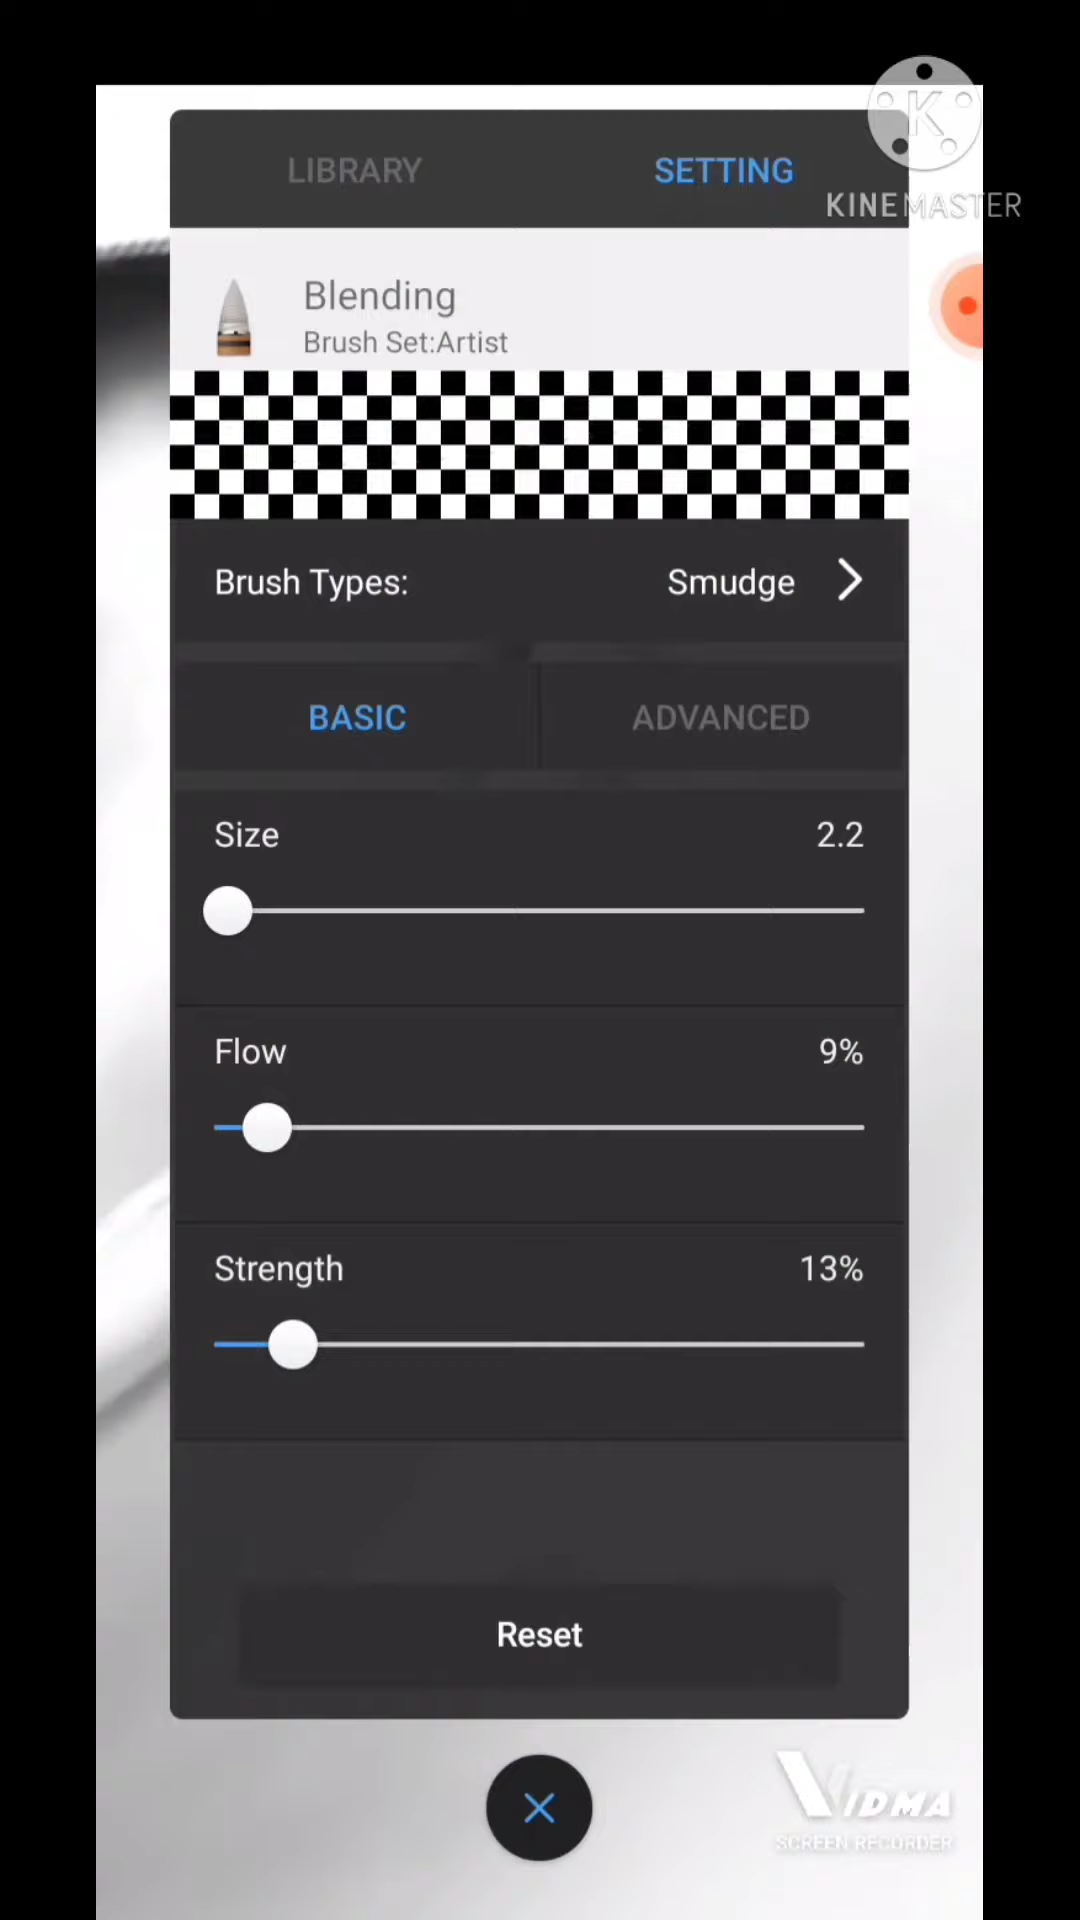 LIBRARY
SETTING
K
KINEMASTER
Blending
Brush Set:Artist
Brush Types:
Smudge
BASIC
ADVANCED
Size
2.2
Flow
9%
Strength
13%
Reset
VIDMA
SCREEN RECORDER